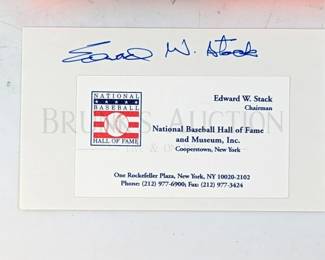 Edward W. Stack
NATIONAL
BASEBALL
HALL OF FAME
Edward W. Stack
Chairman
National Baseball Hall of Fame
and Museum, Inc.
Cooperstown, New York
One Rockefeller Plaza, New York, NY 10020-2102
Phone: (212) 977-6900; Fax: (212) 977-3424